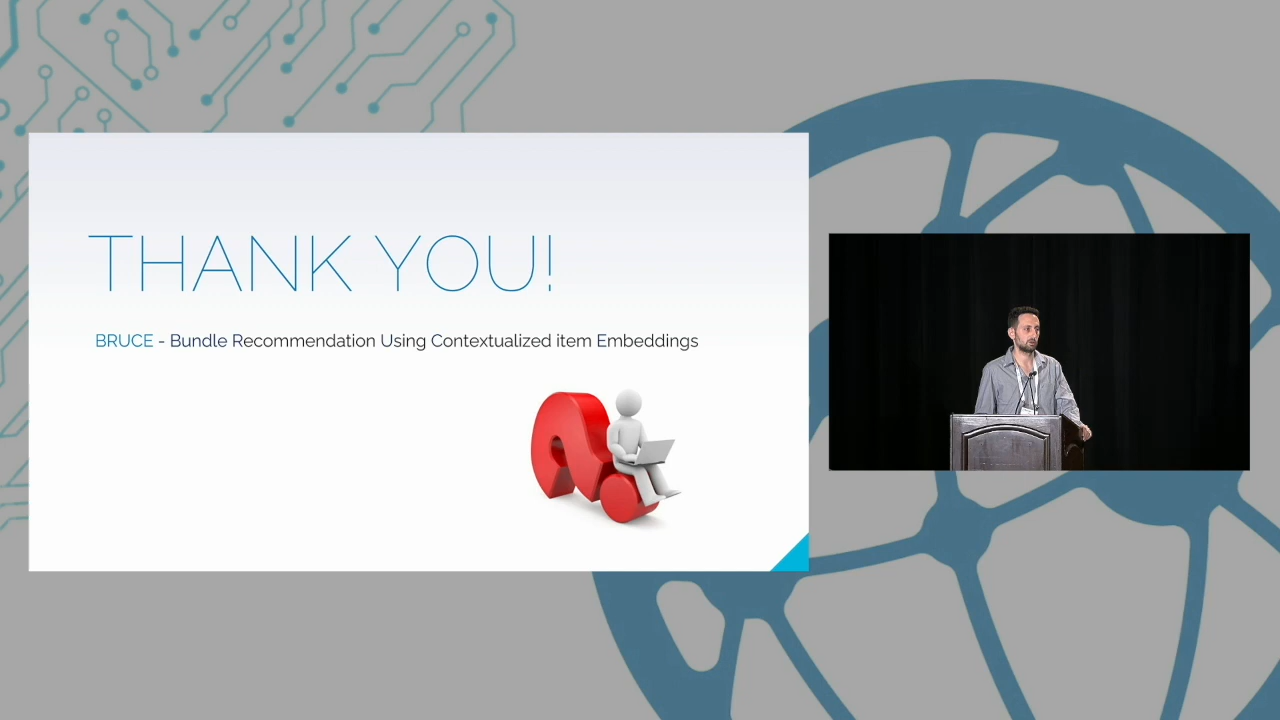 THANK YOU!
BRUCE - Bundle Recommendation Using Contextualized item Embeddings